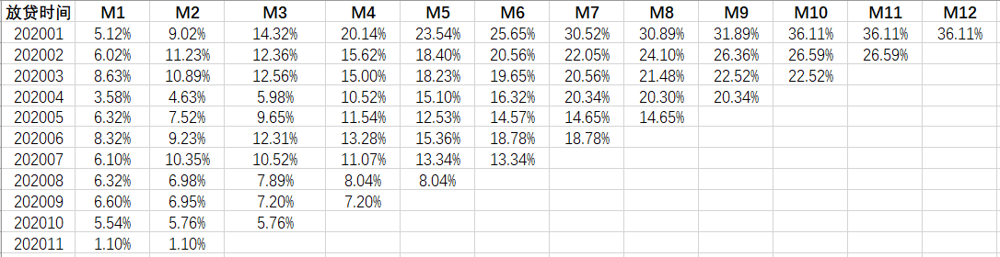 放贷时间 M1 M2 M3 M4 M5 M6 M7 M8 M9 M10 M11 M12
202001 5.12% 9.02% 14.32% 20.14% 23.54% 25.65% 30.52% 30.89% 31.89% 36.11% 36.11% 36.11%
202002 6.02% 11.23% 12.36% 15.62% 18.40% 20.56% 22.05% 24.10% 26.36% 26.59% 26.59%
202003 8.63% 10.89% 12.56% 15.00% 18.23% 19.65% 20.56% 21.48% 22.52% 22.52%
202004 3.58% 4.63% 5.98% 10.52% 15.10% 16.32% 20.34% 20.30% 20.34%
202005 6.32% 7.52% 9.65% 11.54% 12.53% 14.57% 14.65% 14.65%
202006 8.32% 9.23% 12.31% 13.28% 15.36% 18.78% 18.78%
202007 6.10% 10.35% 10.52% 11.07% 13.34% 13.34%
202008 6.32% 6.98% 7.89% 8.04% 8.04%
202009 6.60% 6.95% 7.20% 7.20%
202010 5.54% 5.76% 5.76%
202011 1.10% 1.10%